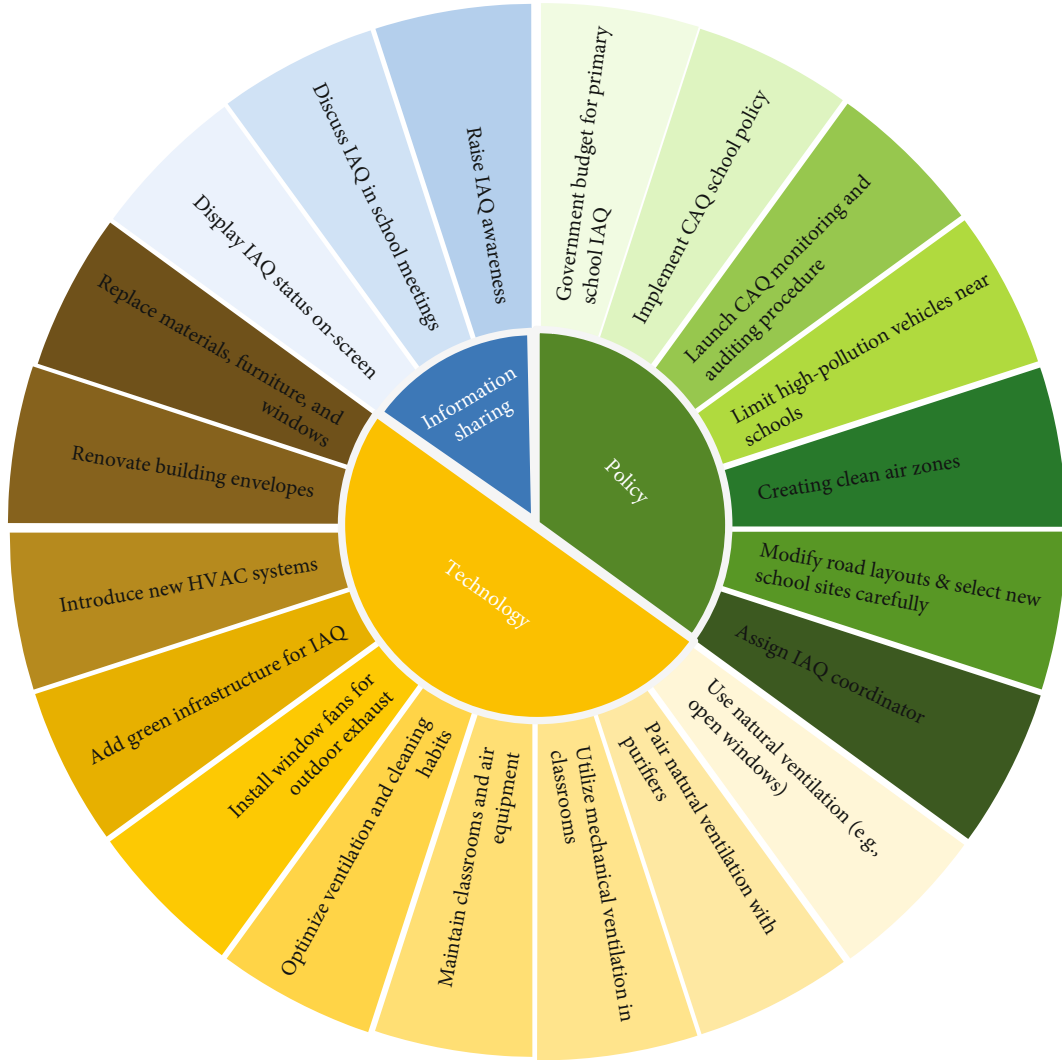 Information
sharing
Policy
Technology
Government budget for primary
school IAQ
Implement CAQ school policy
Launch CAQ monitoring and
auditing procedure
Limit high-pollution vehicles near
schools
Creating clean air zones
Modify road layouts & select new
school sites carefully
Assign IAQ coordinator
Use natural ventilation (e.g.,
open windows)
Pair natural ventilation with
purifiers
Utilize mechanical ventilation in
classrooms
Maintain classrooms and air
equipment
Optimize ventilation and cleaning
habits
Install window fans for
outdoor exhaust
Add green infrastructure for IAQ
Introduce new HVAC systems
Renovate building envelopes
Replace materials, furniture, and
windows
Display IAQ status on-screen
Discuss IAQ in school meetings
Raise IAQ awareness